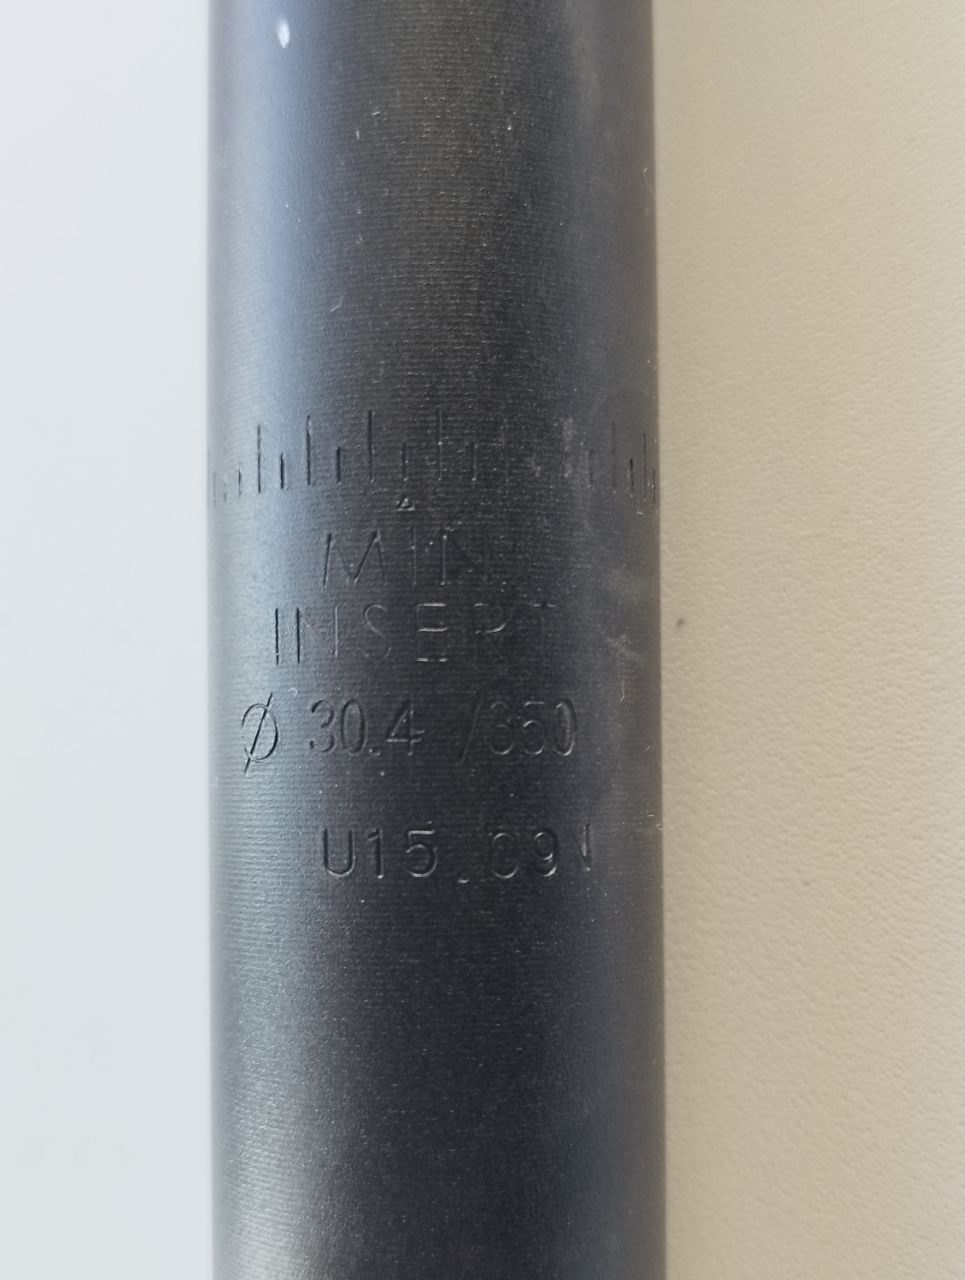 MIN
INSERT
Ø 30.4 /350
U15.09